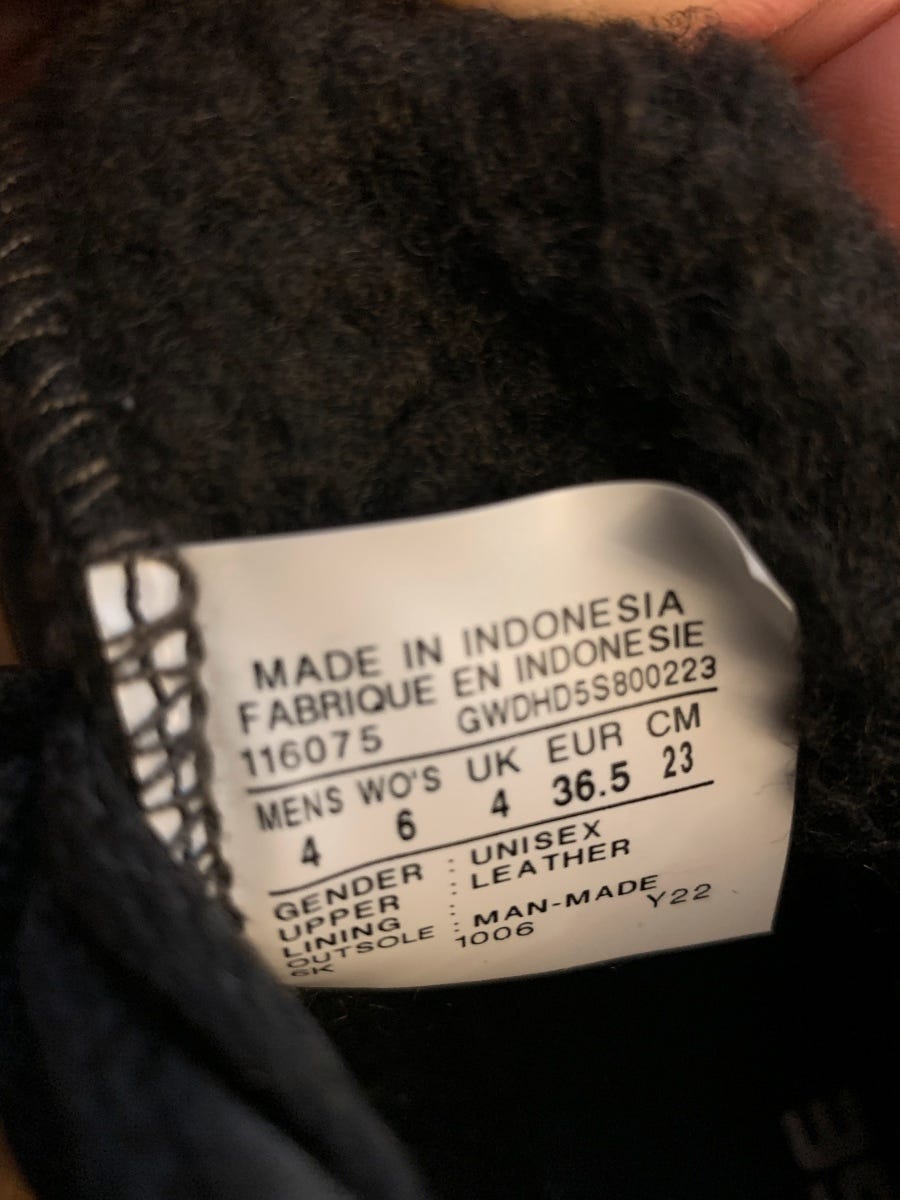 MADE IN INDONESIA
FABRIQUE EN INDONESIE
116075 GWDHD5S800223
MENS WO'S UK EUR CM
4 6 4 36.5 23
GENDER : UNISEX
UPPER : LEATHER
LINING :
OUTSOLE : MAN-MADE
6K 1006 Y22